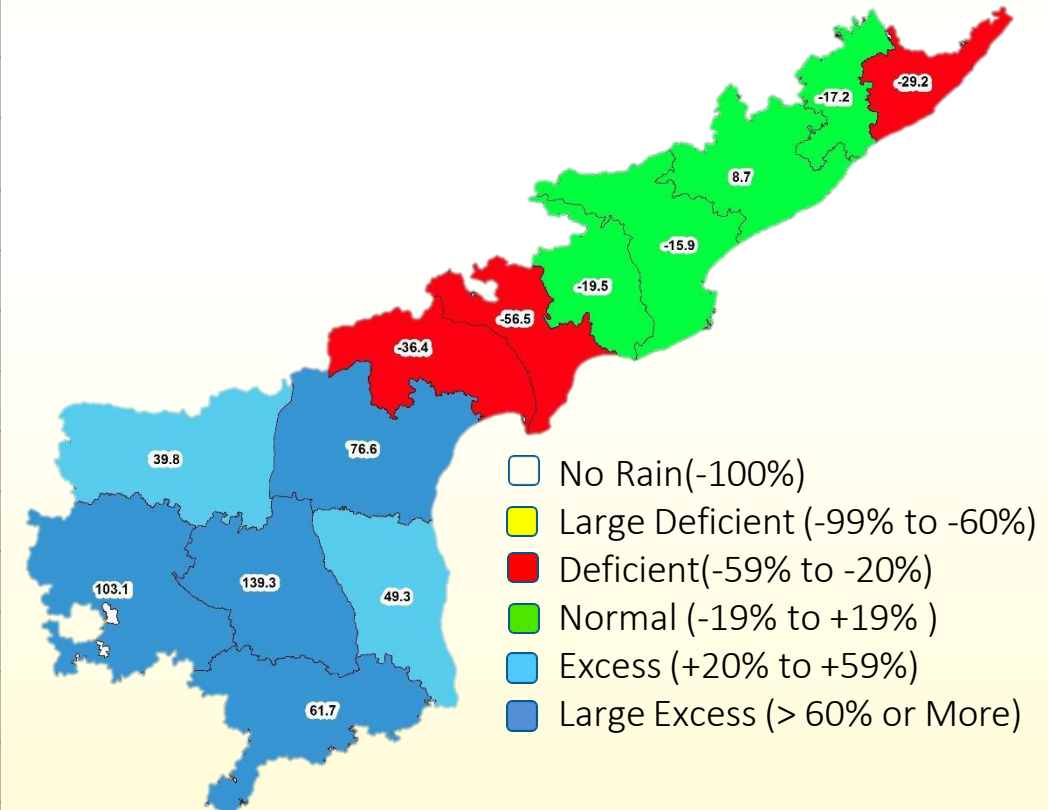 -29.2
-17.2
8.7
-15.9
-19.5
-56.5
-36.4
76.6
39.8
103.1
139.3
49.3
61.7
No Rain(-100%)
Large Deficient (-99% to -60%)
Deficient(-59% to -20%)
Normal (-19% to +19% )
Excess (+20% to +59%)
Large Excess (> 60% or More)